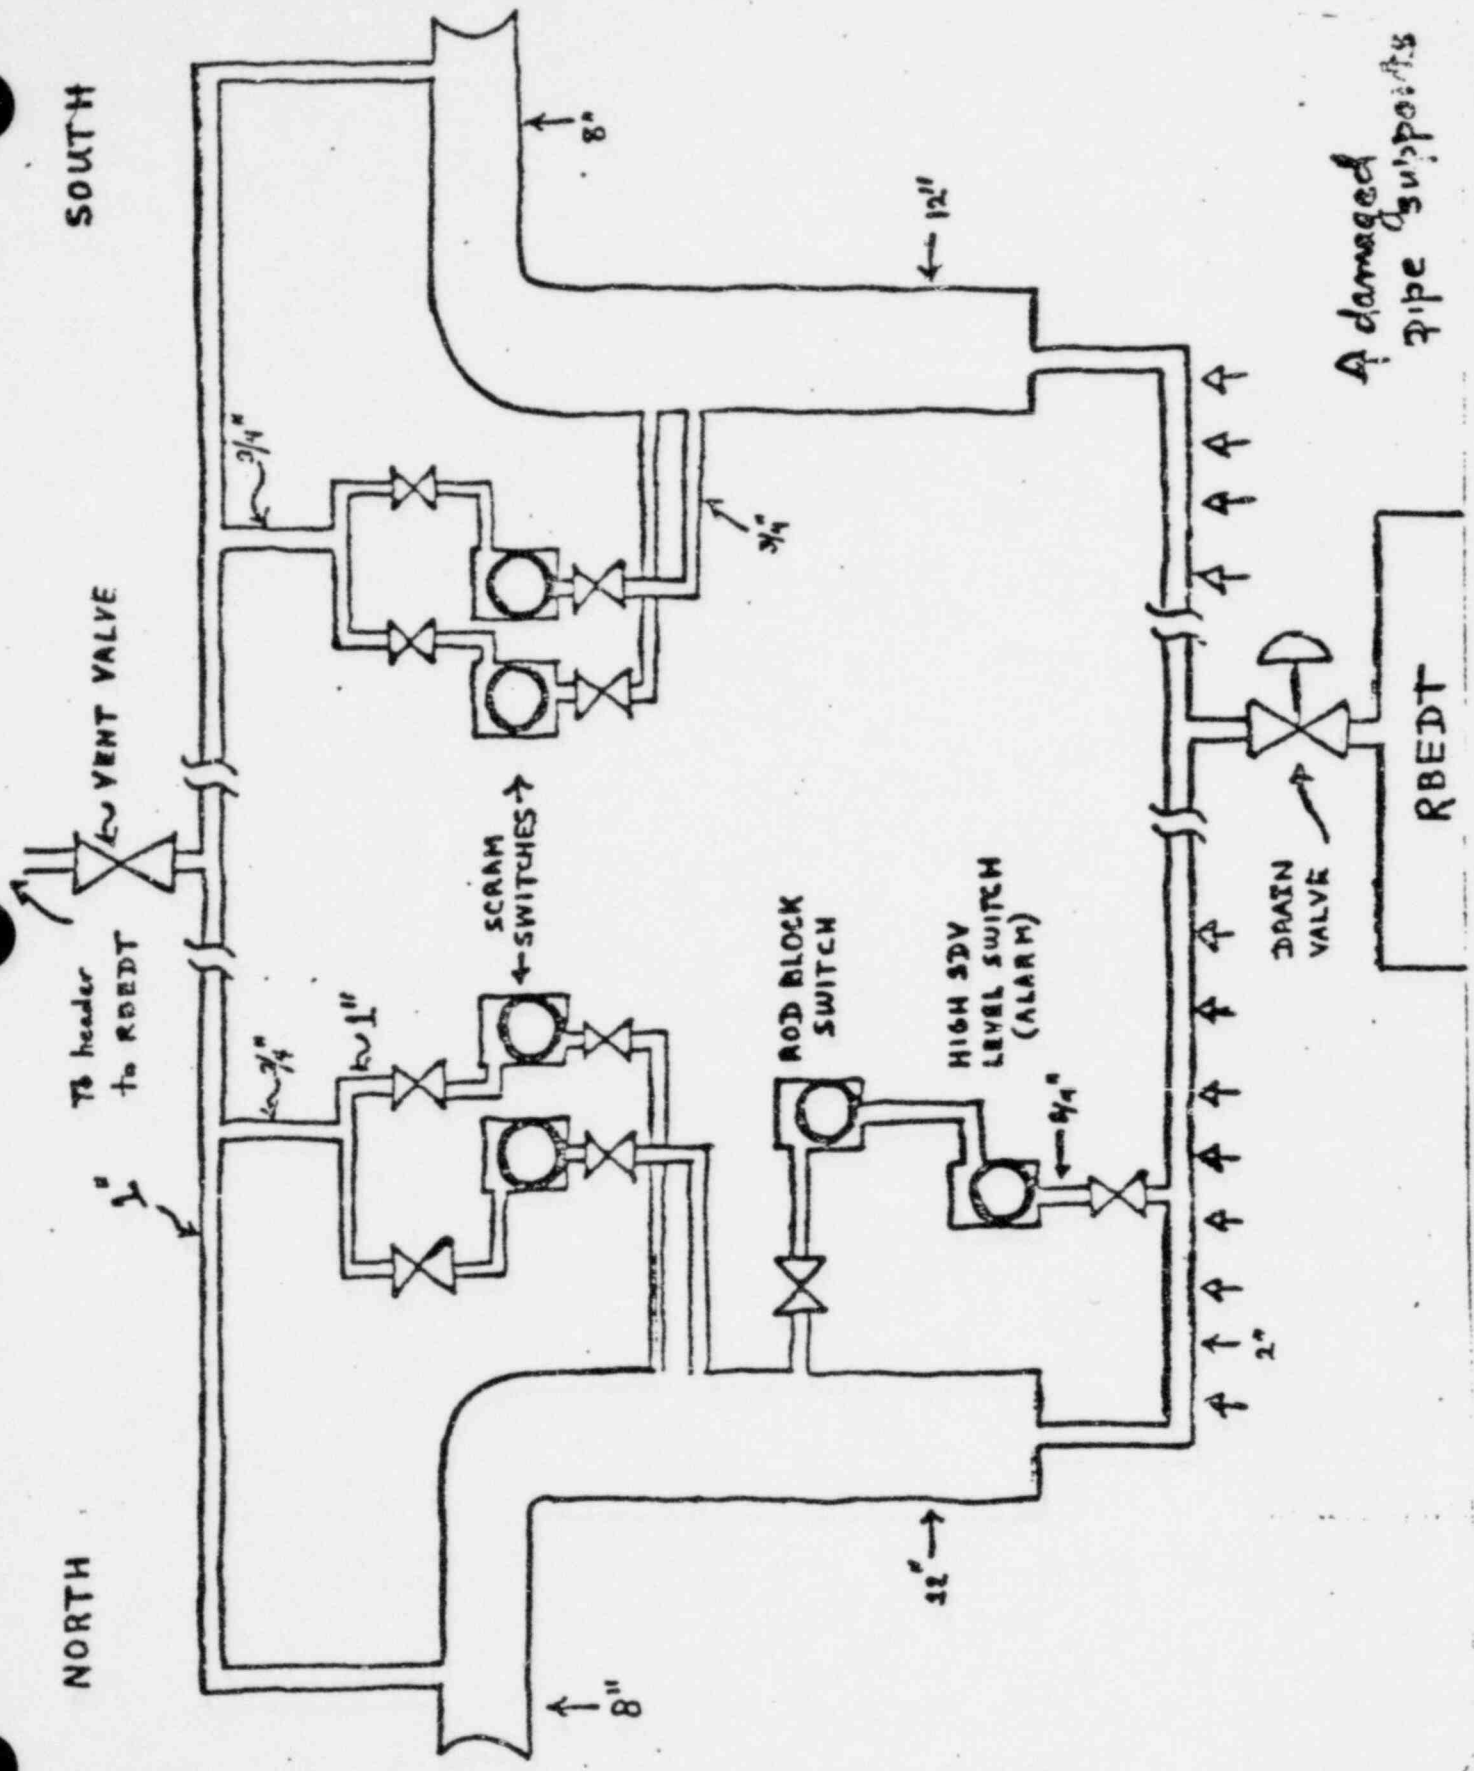 NORTH
SOUTH
To header
to RBEDT
VENT VALVE
1"
3/4"
3/4"
1"
8"
8"
SCRAM
SWITCHES
3/4"
ROD BLOCK
SWITCH
HIGH SDV
LEVEL SWITCH
(ALARM)
3/4"
12"
12"
2"
DRAIN
VALVE
RBEDT
damaged
pipe supports